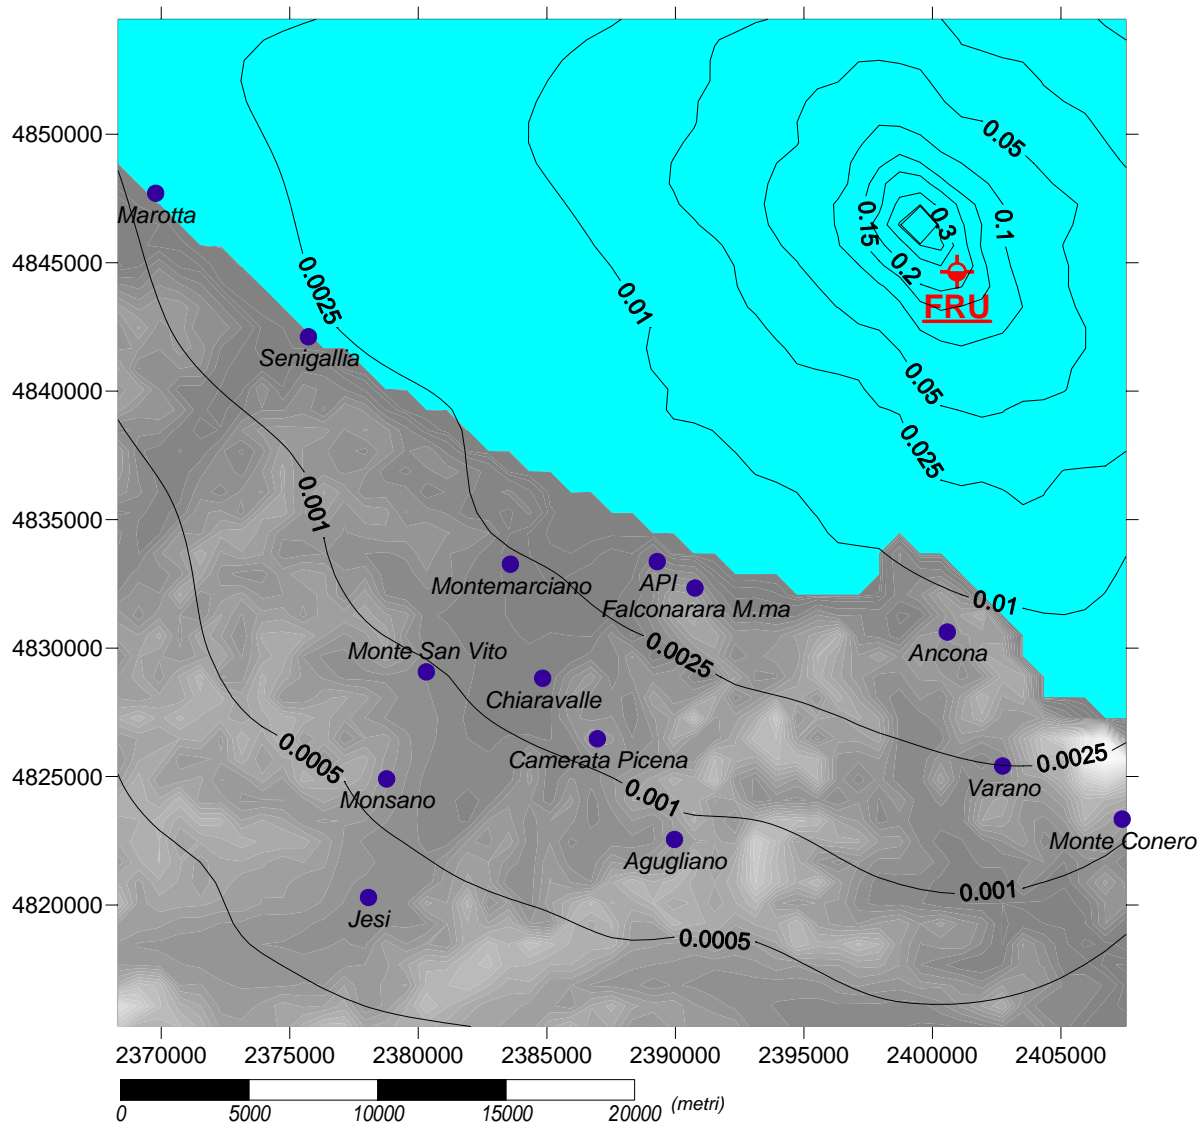 4850000
4845000
4840000
4835000
4830000
4825000
4820000
0.05
0.1
0.3
0.15
0.2
FRU
0.05
0.025
0.01
0.0025
Marotta
Senigallia
0.001
Montemarciano
API
Falconarara M.ma
0.01
Ancona
0.0025
Monte San Vito
Chiaravalle
Camerata Picena
0.0025
Varano
0.0005
Monsano
0.001
Monte Conero
Agugliano
0.001
Jesi
0.0005
2370000 2375000 2380000 2385000 2390000 2395000 2400000 2405000
0 5000 10000 15000 20000 (metri)